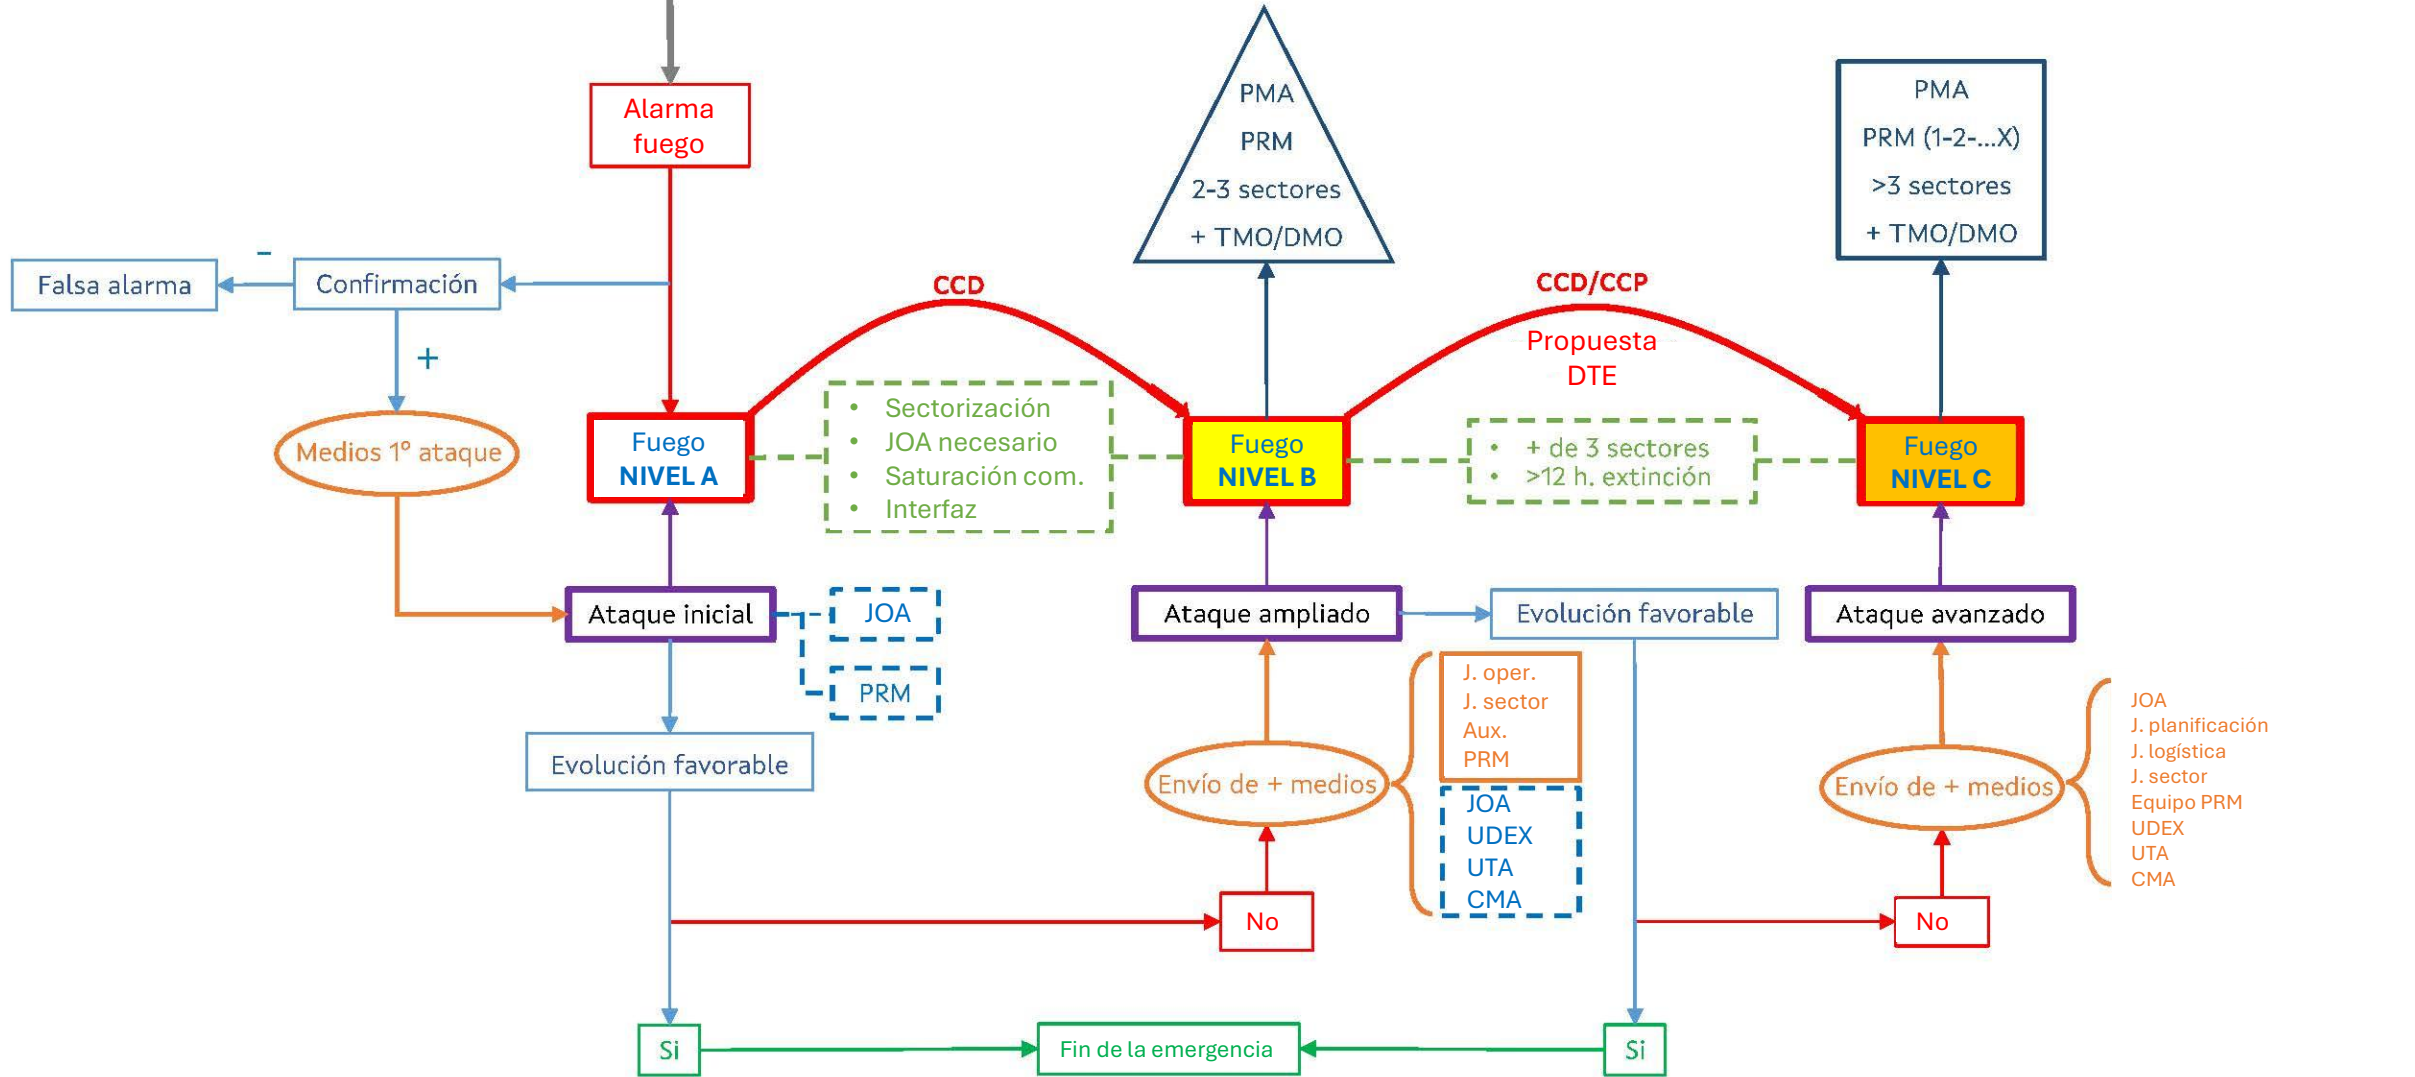 Alarma
fuego
PMA
PRM
2-3 sectores
+ TMO/DMO
PMA
PRM (1-2-...X)
>3 sectores
+ TMO/DMO
Falsa alarma
-
Confirmación
+
CCD
CCD/CCP
Propuesta
DTE
Medios 1º ataque
Fuego
NIVEL A
• Sectorización
• JOA necesario
• Saturación com.
• Interfaz
Fuego
NIVEL B
• + de 3 sectores
• >12 h. extinción
Fuego
NIVEL C
Ataque inicial
JOA
PRM
Ataque ampliado
Evolución favorable
Ataque avanzado
Evolución favorable
Envío de + medios
J. oper.
J. sector
Aux.
PRM
JOA
UDEX
UTA
CMA
Envío de + medios
JOA
J. planificación
J. logística
J. sector
Equipo PRM
UDEX
UTA
CMA
No
No
Si
Fin de la emergencia
Si